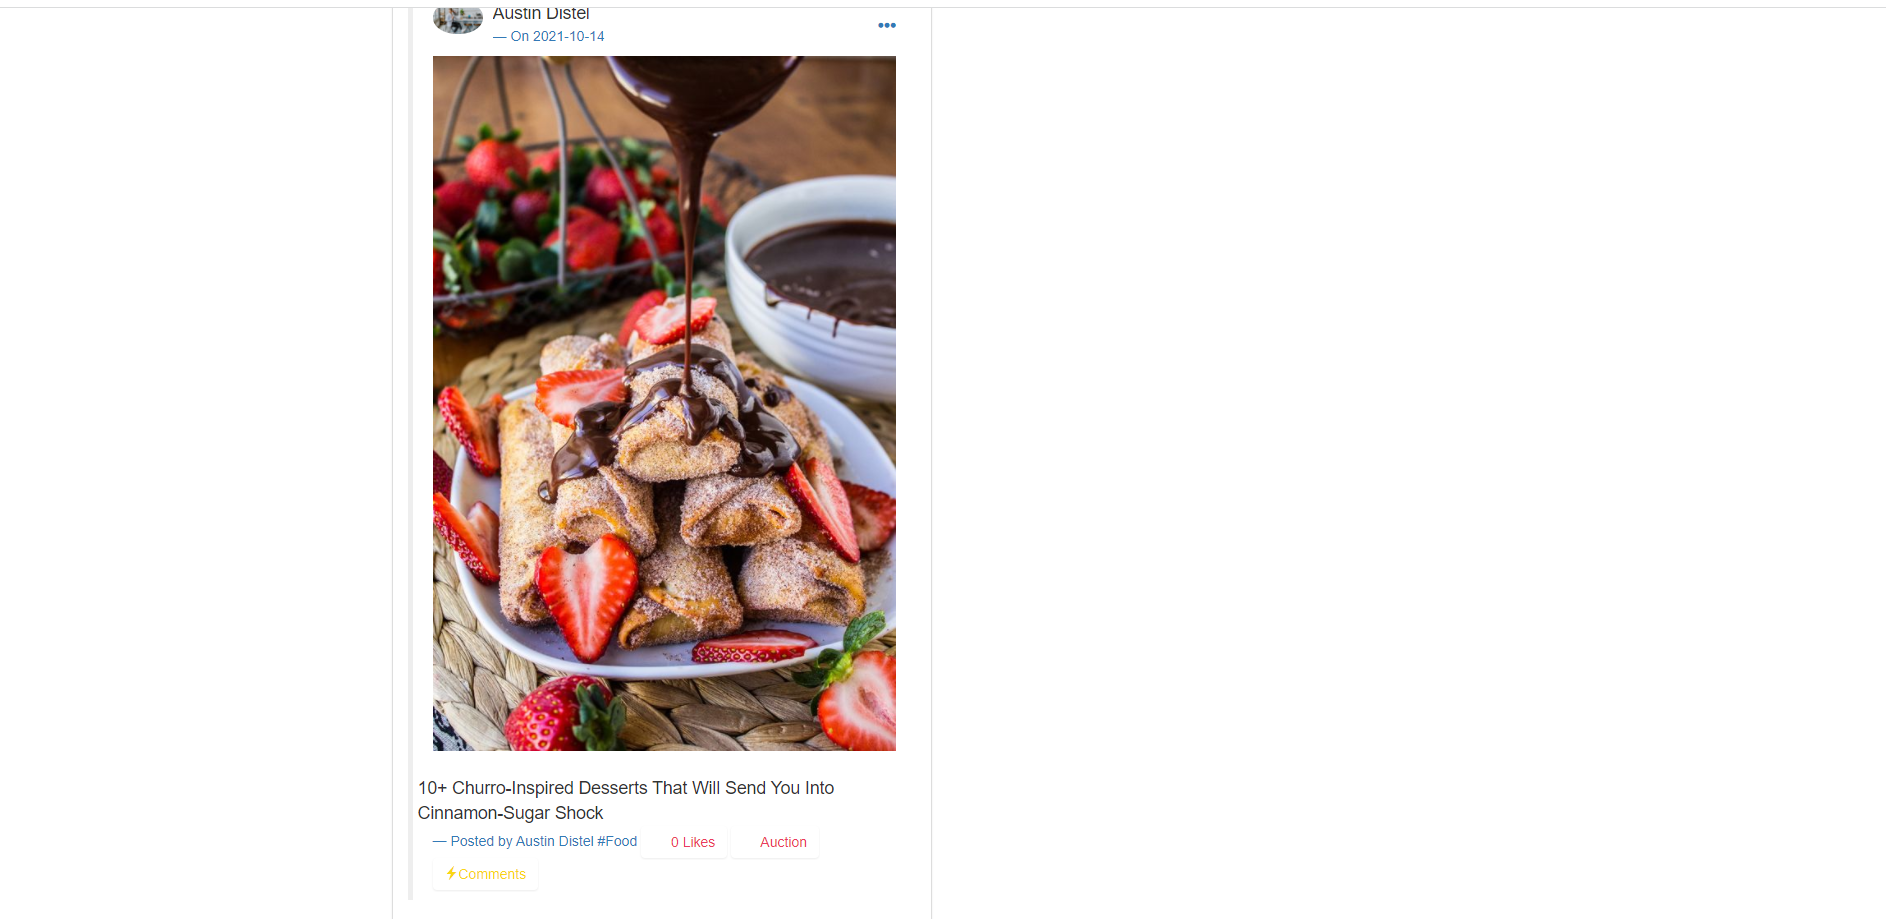 Austin Distel
— On 2021-10-14
10+ Churro-Inspired Desserts That Will Send You Into
Cinnamon-Sugar Shock
— Posted by Austin Distel #Food 0 Likes Auction
Comments